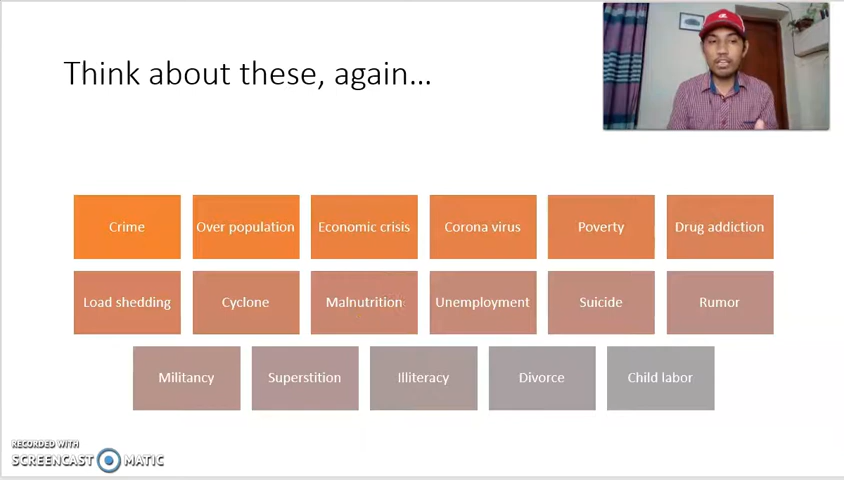 Think about these, again...
Crime
Over population
Economic crisis
Corona virus
Poverty
Drug addiction
Load shedding
Cyclone
Malnutrition
Unemployment
Suicide
Rumor
Militancy
Superstition
Illiteracy
Divorce
Child labor
RECORDED WITH
SCREENCAST MATIC